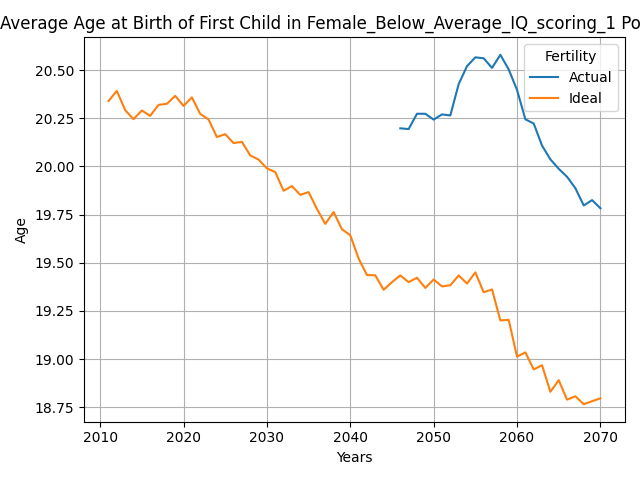 Average Age at Birth of First Child in Female_Below_Average_IQ_scoring_1 Po
Fertility
Actual
Ideal
20.50
20.25
20.00
19.75
19.50
19.25
19.00
18.75
Age
2010 2020 2030 2040 2050 2060 2070
Years